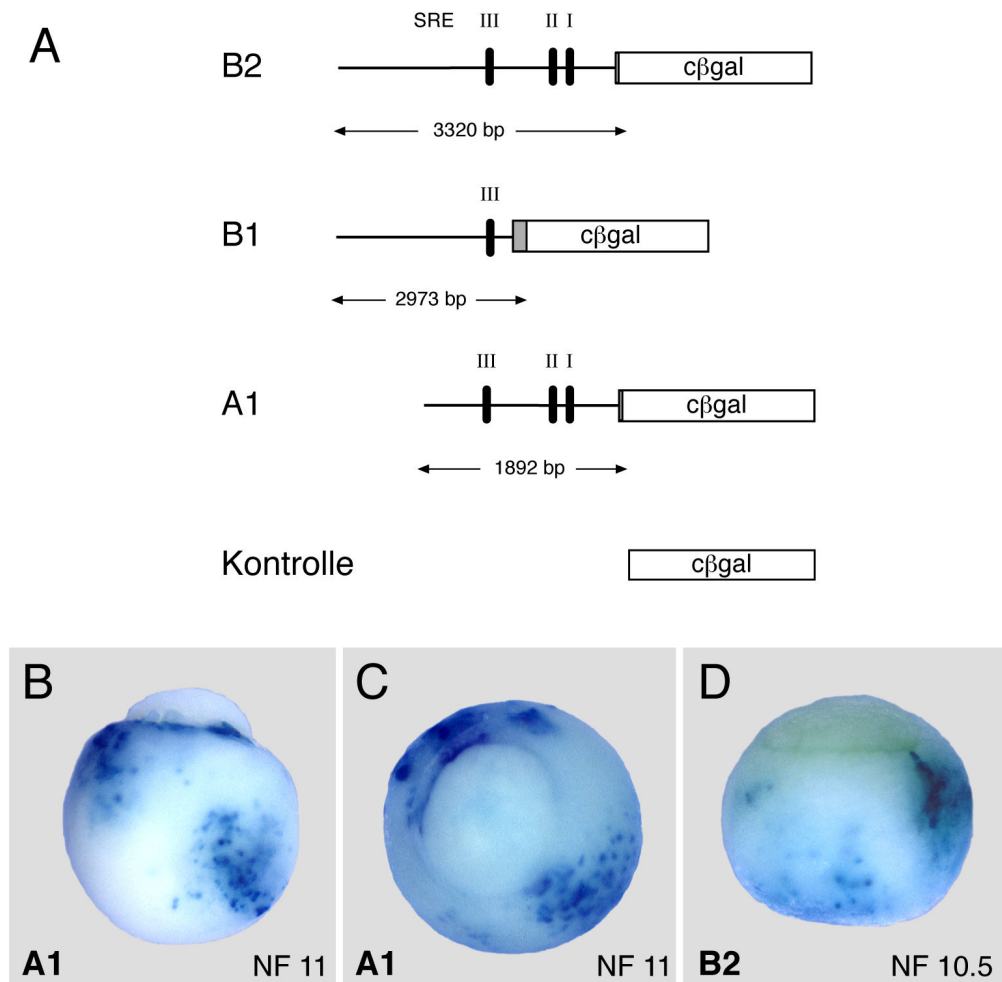 A
SRE III II I
B2 cβgal
3320 bp
III
B1 cβgal
2973 bp
III II I
A1 cβgal
1892 bp
Kontrolle cβgal
B C D
A1 NF 11 A1 NF 11 B2 NF 10.5